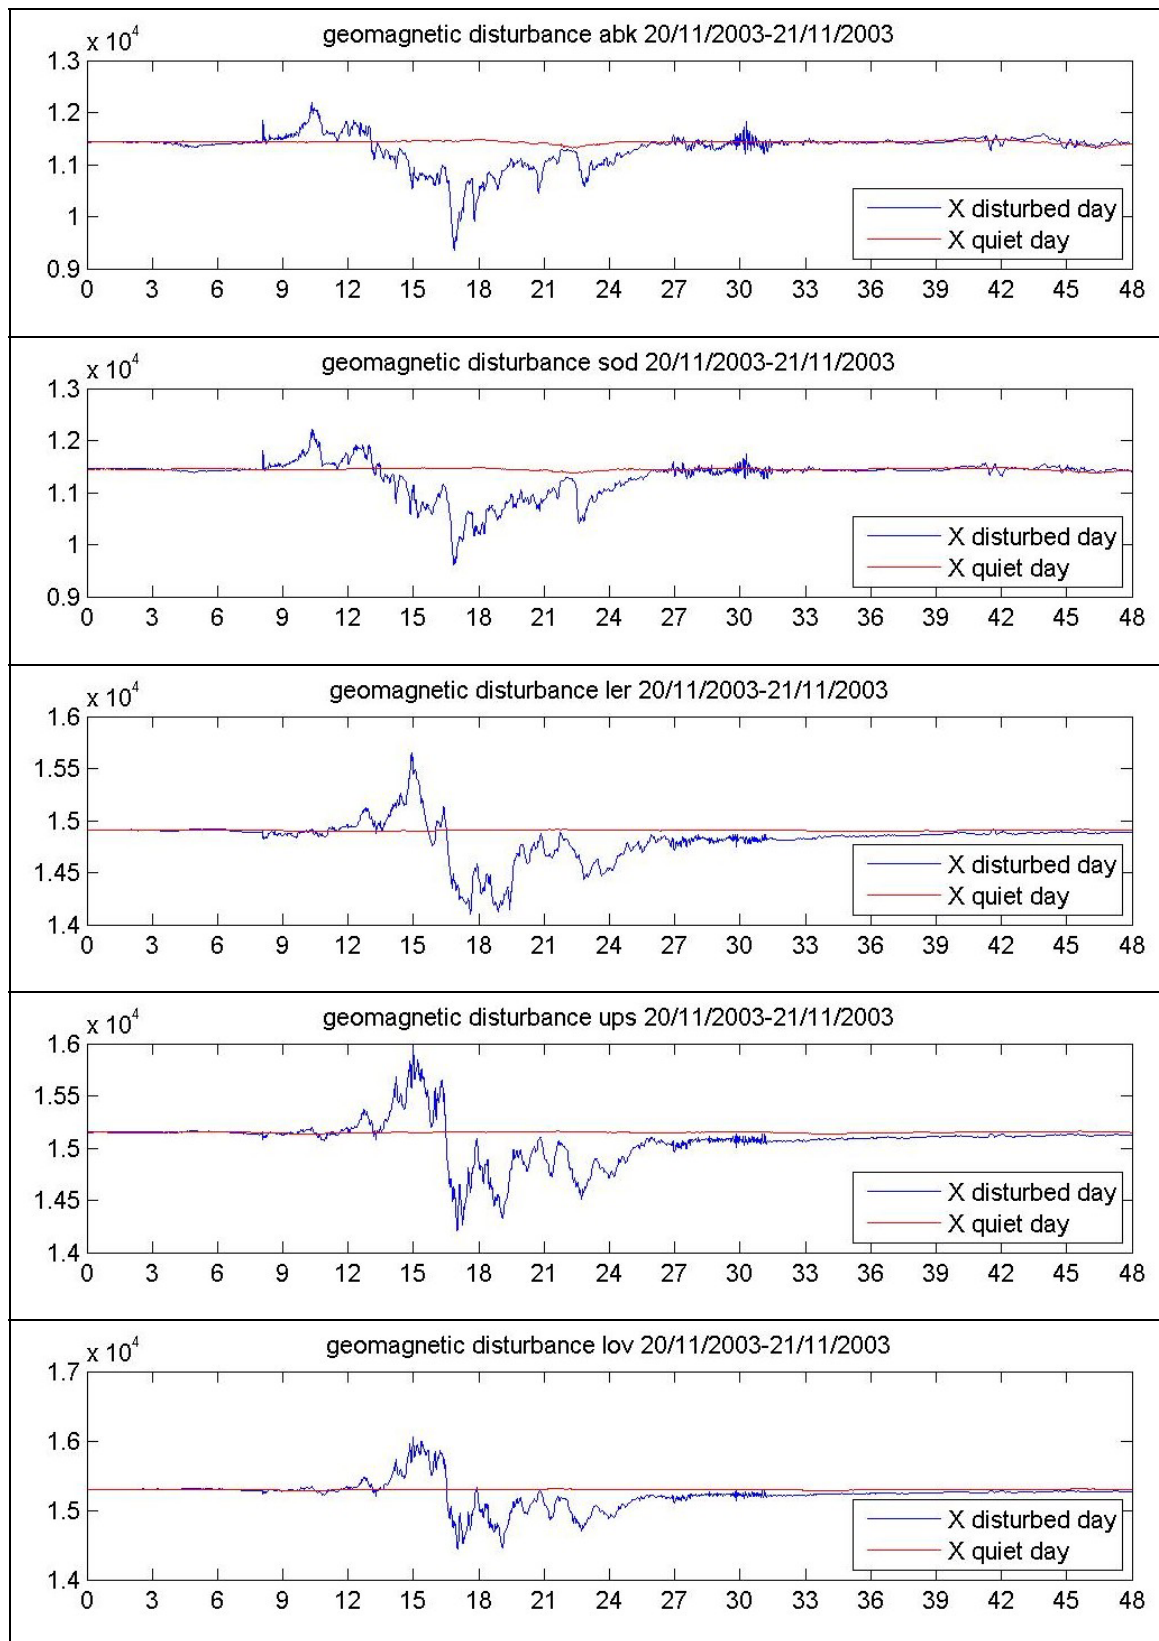 geomagnetic disturbance abk 20/11/2003-21/11/2003
x 10⁴
1.3
1.2
1.1
1
0.9
X disturbed day
X quiet day
0 3 6 9 12 15 18 21 24 27 30 33 36 39 42 45 48
geomagnetic disturbance sod 20/11/2003-21/11/2003
x 10⁴
1.3
1.2
1.1
1
0.9
X disturbed day
X quiet day
0 3 6 9 12 15 18 21 24 27 30 33 36 39 42 45 48
geomagnetic disturbance ler 20/11/2003-21/11/2003
x 10⁴
1.6
1.55
1.5
1.45
1.4
X disturbed day
X quiet day
0 3 6 9 12 15 18 21 24 27 30 33 36 39 42 45 48
geomagnetic disturbance ups 20/11/2003-21/11/2003
x 10⁴
1.6
1.55
1.5
1.45
1.4
X disturbed day
X quiet day
0 3 6 9 12 15 18 21 24 27 30 33 36 39 42 45 48
geomagnetic disturbance lov 20/11/2003-21/11/2003
x 10⁴
1.7
1.6
1.5
1.4
X disturbed day
X quiet day
0 3 6 9 12 15 18 21 24 27 30 33 36 39 42 45 48